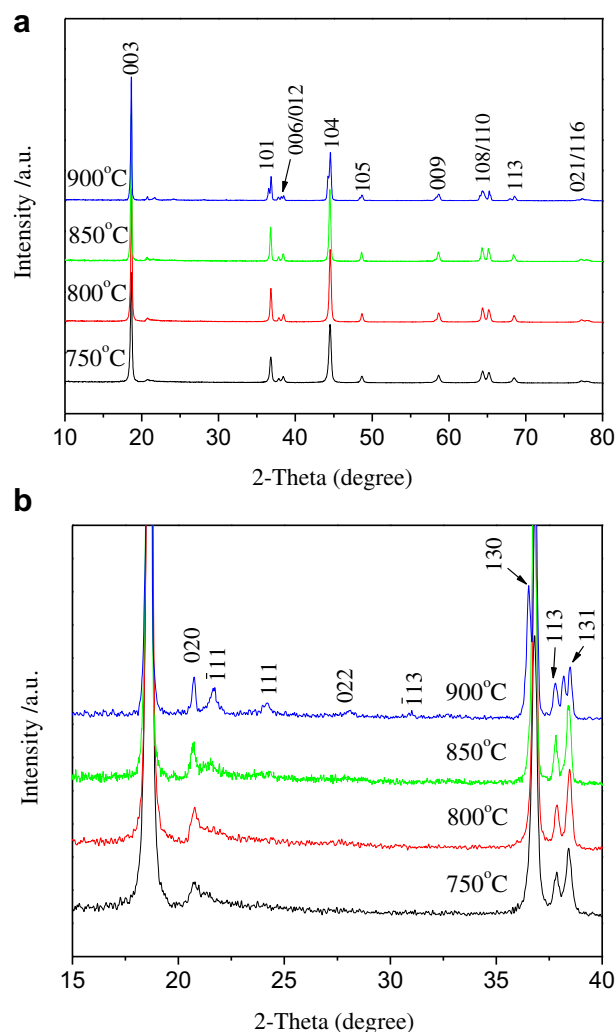 a
003
101
006/012
104
105
009
108/110
113
021/116
900°C
850°C
800°C
750°C
Intensity /a.u.
10 20 30 40 50 60 70 80
2-Theta (degree)
b
130
020
1̅11
111
022
1̅13
113
131
900°C
850°C
800°C
750°C
Intensity /a.u.
15 20 25 30 35 40
2-Theta (degree)